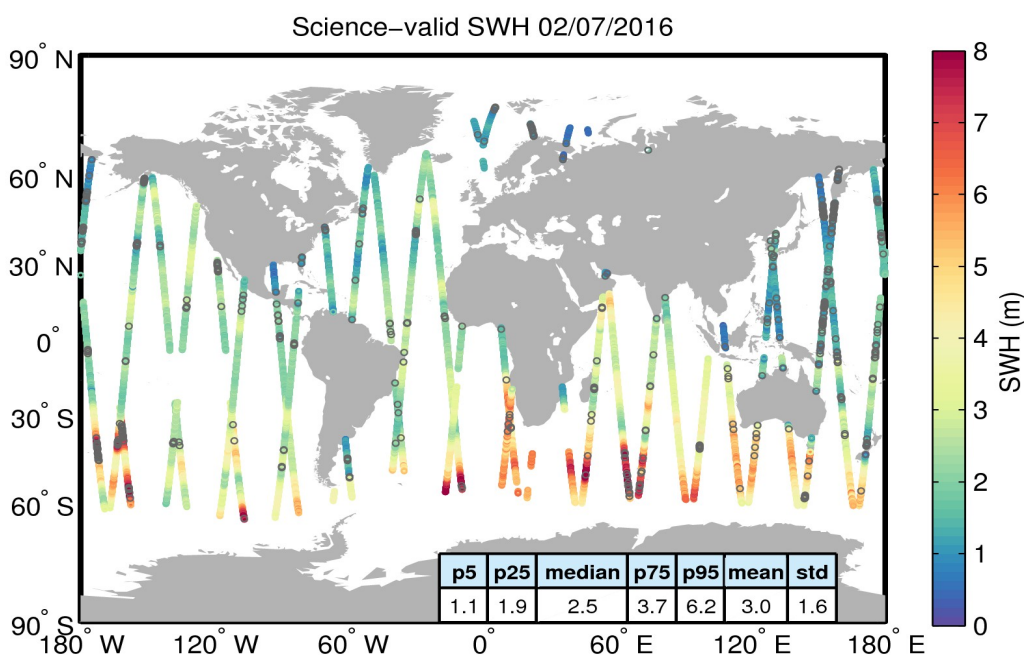 Science−valid SWH 02/07/2016
90° N
60° N
30° N
0°
30° S
60° S
90° S
180° W
120° W
60° W
0°
60° E
120° E
180° E
p5 p25 median p75 p95 mean std
1.1 1.9 2.5 3.7 6.2 3.0 1.6
8
7
6
5
4
3
2
1
0
SWH (m)